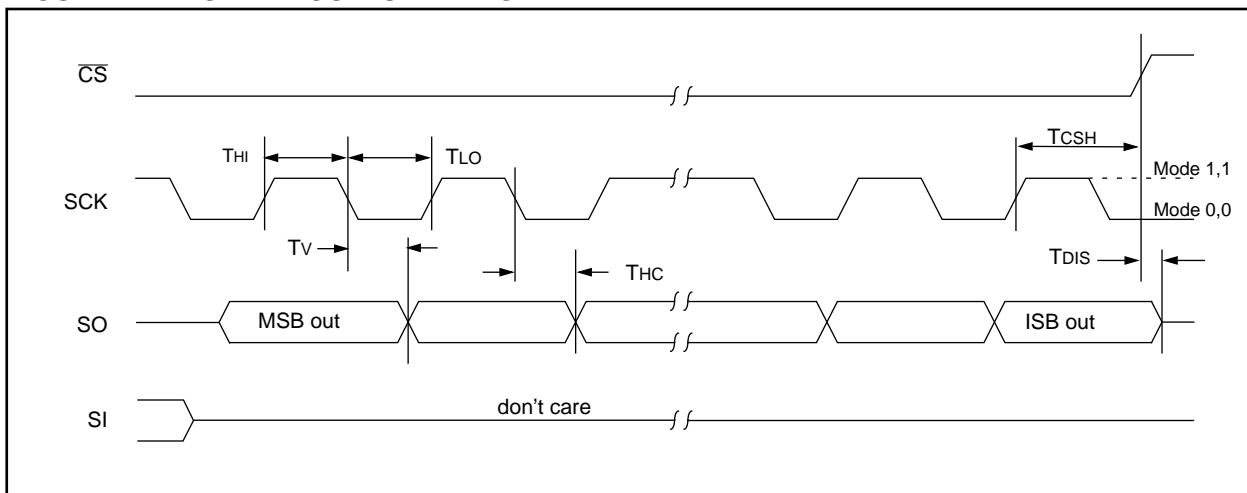 CS
THI
TLO
TCSH
Mode 1,1
SCK
Mode 0,0
TV
THC
TDIS
SO
MSB out
ISB out
SI
don't care